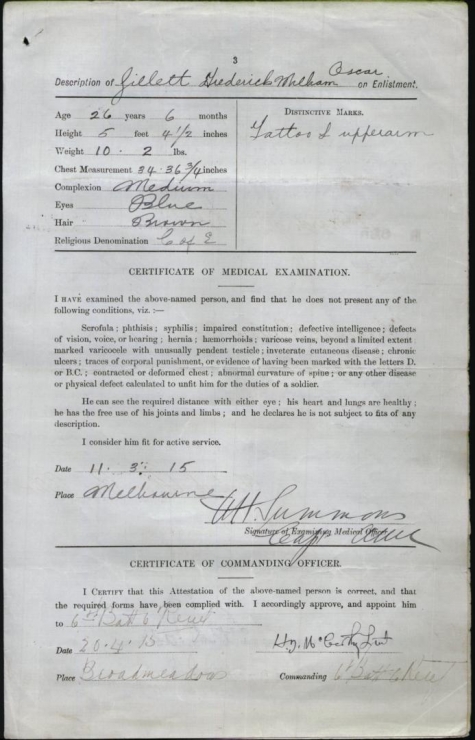 3
Description of Gillett Frederick William Oscar on Enlistment.
Age 26 years 6 months
Height 5 feet 4 1/2 inches
Weight 10 . 2 lbs.
Chest Measurement 34 . 36 3/4 inches
Complexion Medium
Eyes Blue
Hair Brown
Religious Denomination C of E
DISTINCTIVE MARKS.
Tattoo L upperarm
CERTIFICATE OF MEDICAL EXAMINATION.
I HAVE examined the above-named person, and find that he does not present any of the
following conditions, viz. :—
Scrofula ; phthisis ; syphilis ; impaired constitution ; defective intelligence ; defects
of vision, voice, or hearing ; hernia ; hæmorrhoids ; varicose veins, beyond a limited extent ;
marked varicocele with unusually pendent testicle ; inveterate cutaneous disease ; chronic
ulcers ; traces of corporal punishment, or evidence of having been marked with the letters D.
or B.C. ; contracted or deformed chest ; abnormal curvature of spine ; or any other disease
or physical defect calculated to unfit him for the duties of a soldier.
He can see the required distance with either eye ; his heart and lungs are healthy ;
he has the free use of his joints and limbs ; and he declares he is not subject to fits of any
description.
I consider him fit for active service.
Date 11 . 3 . 15
Place Melbourne
Summons
Signature of Examining Medical Officer.
Capt
CERTIFICATE OF COMMANDING OFFICER.
I CERTIFY that this Attestation of the above-named person is correct, and that
the required forms have been complied with. I accordingly approve, and appoint him
to 6th Batt 6 Reinf
Date 20.4.15
H.J. McCarthy Lieut
Place Broadmeadows
Commanding 6th Batt 6 Reinf